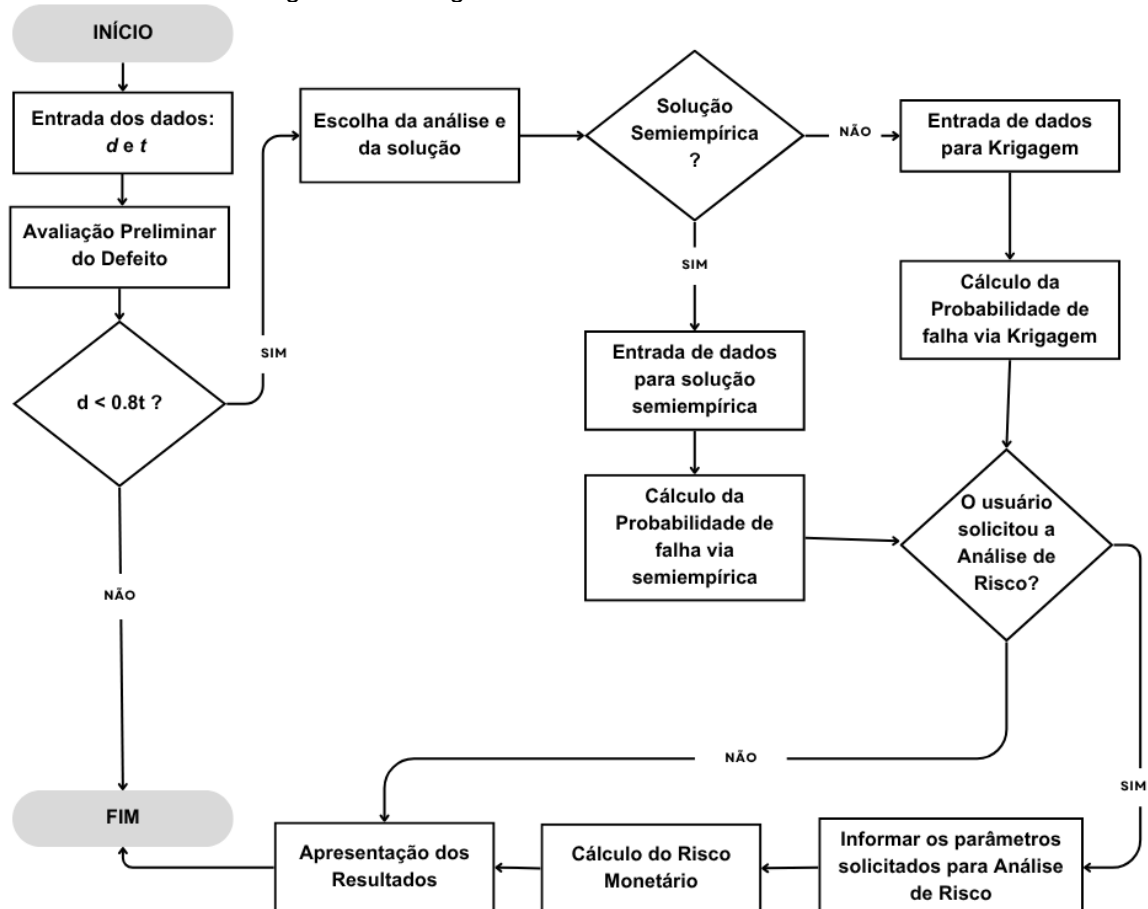 INÍCIO
Entrada dos dados:
d e t
Avaliação Preliminar
do Defeito
d < 0.8t ?
SIM
NÃO
Escolha da análise e
da solução
Solução
Semiempírica
?
NÃO
SIM
Entrada de dados
para Krigagem
Cálculo da
Probabilidade de
falha via Krigagem
Entrada de dados
para solução
semiempírica
Cálculo da
Probabilidade de
falha via
semiempírica
O usuário
solicitou a
Análise de
Risco?
NÃO
SIM
Informar os parâmetros
solicitados para Análise
de Risco
Cálculo do Risco
Monetário
Apresentação dos
Resultados
FIM